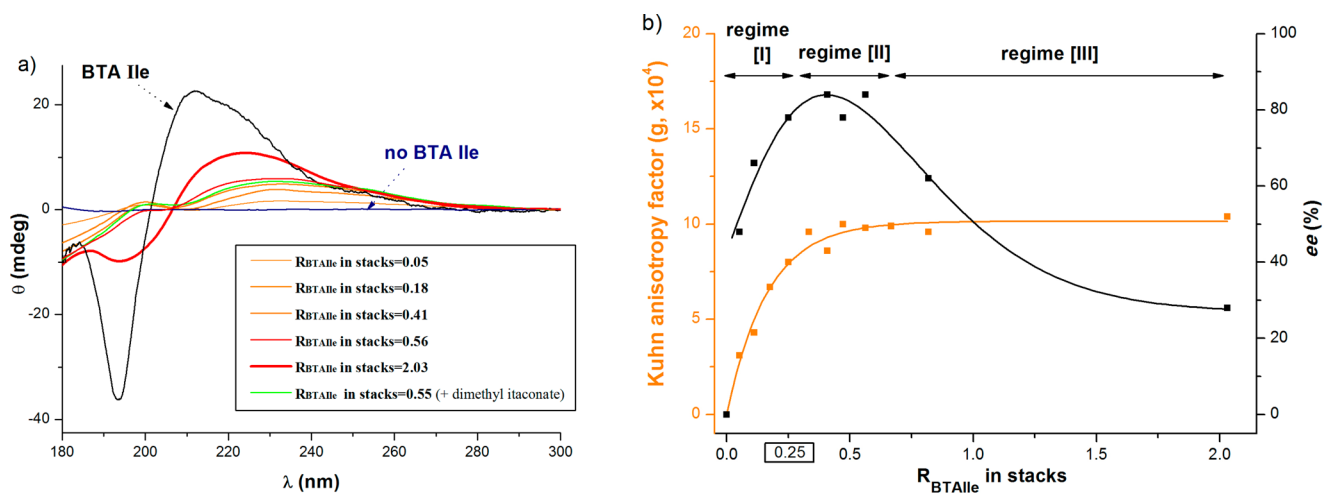 a)
BTA Ile
no BTA Ile
θ (mdeg)
20
0
-20
-40
180
200
220
240
260
280
300
λ (nm)
RBTAIle in stacks=0.05
RBTAIle in stacks=0.18
RBTAIle in stacks=0.41
RBTAIle in stacks=0.56
RBTAIle in stacks=2.03
RBTAIle in stacks=0.55 (+ dimethyl itaconate)
b)
regime
[I]
regime [II]
regime [III]
Kuhn anisotropy factor (g, x10⁴)
20
15
10
5
0
100
80
60
40
20
0
ee (%)
0.0
0.25
0.5
1.0
1.5
2.0
RBTAIle in stacks